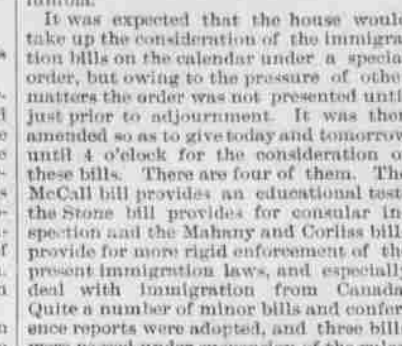 It was expected that the house woul
take up the consideration of the immigra
tion bills on the calendar under a specia
order, but owing to the pressure of othe
matters the order was not presented unti
just prior to adjournment. It was then
amended so as to give today and tomorrow
until 4 o'clock for the consideration o
these bills. There are four of them. The
McCall bill provides an educational test
the Stone bill provides for consular in
spection and the Mahany and Corliss bill
provide for more rigid enforcement of the
present immigration laws, and especiall
deal with immigration from Canada
Quite a number of minor bills and confer
ence reports were adopted, and three bill